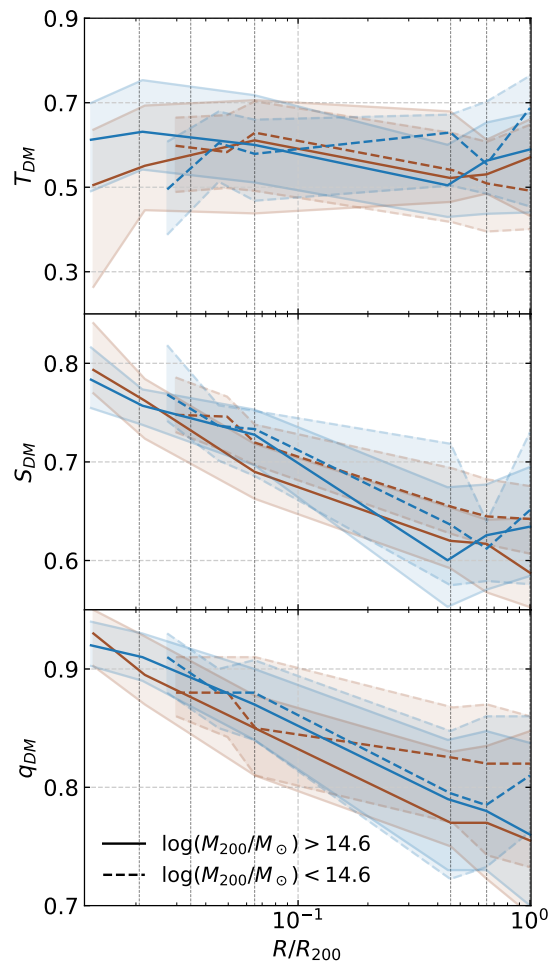 0.9
0.7
0.5
0.3
T_DM
0.8
0.7
0.6
S_DM
0.9
0.8
0.7
q_DM
log(M_200/M_⊙) > 14.6
log(M_200/M_⊙) < 14.6
10^−1
10^0
R/R_200